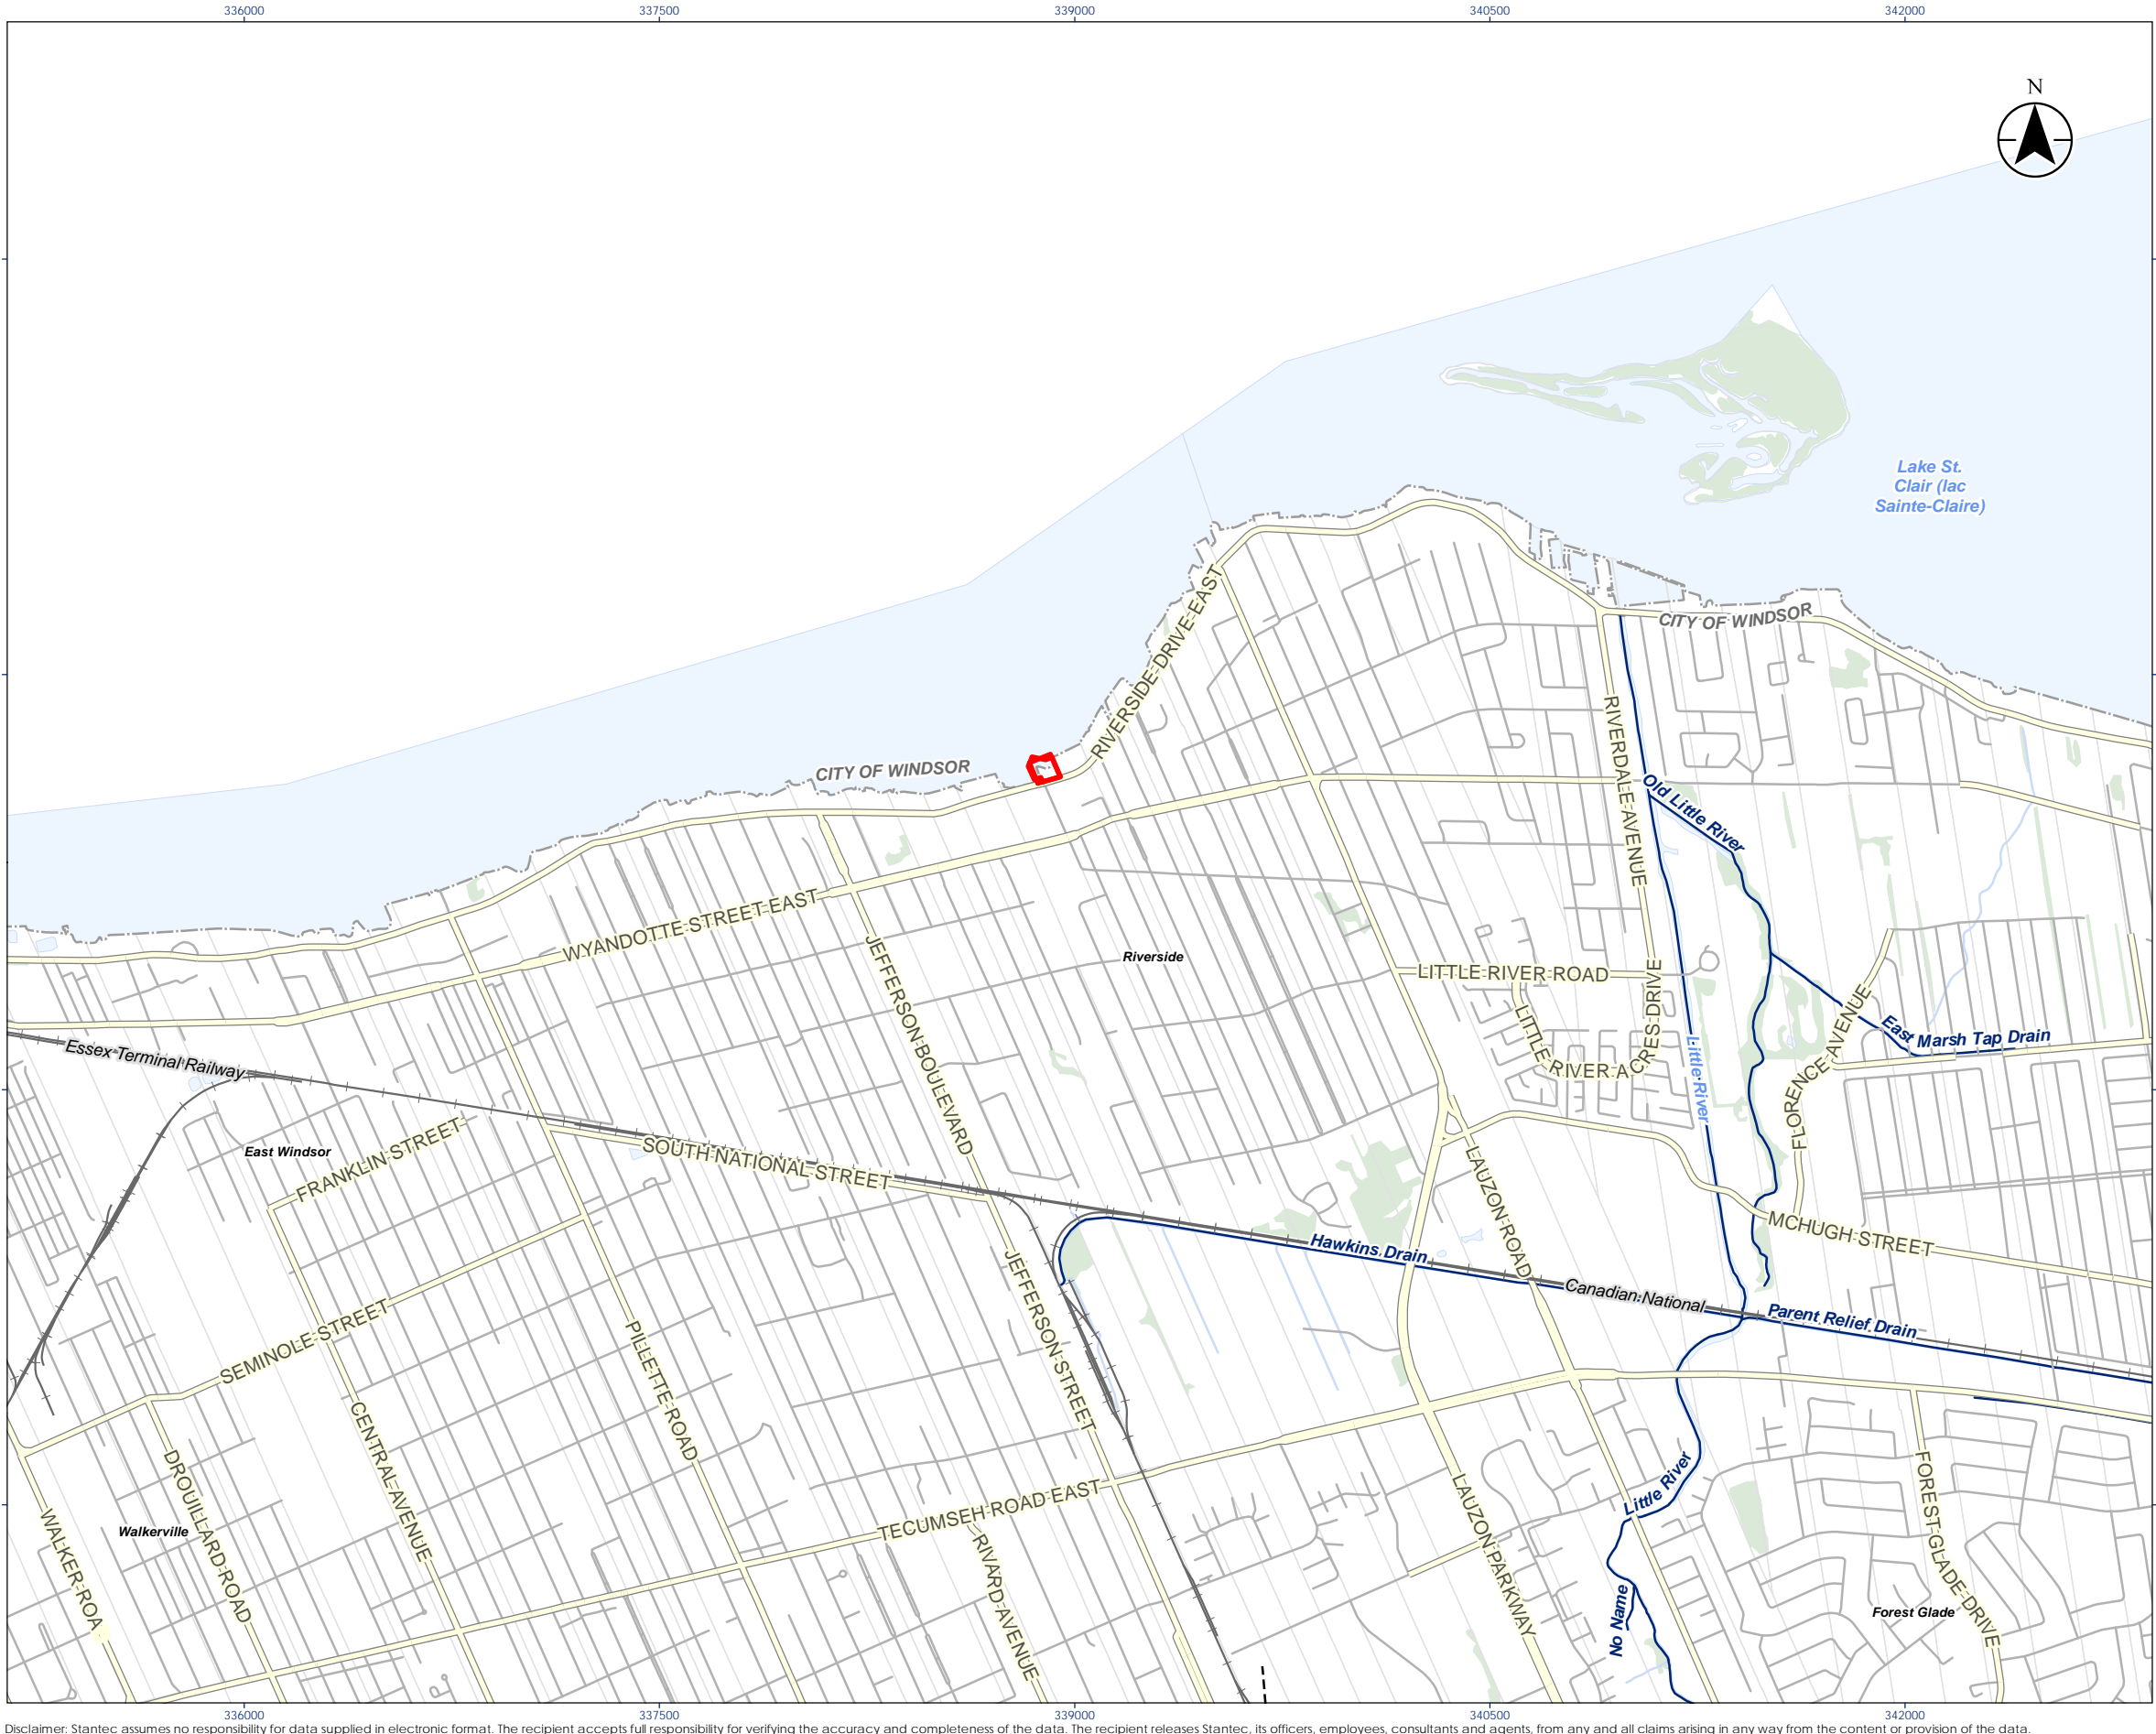 336000 337500 339000 340500 342000
N
Lake St.
Clair (lac
Sainte-Claire)
RIVERSIDE DRIVE EAST
CITY OF WINDSOR
CITY OF WINDSOR
RIVERDALE AVENUE
Old Little River
WYANDOTTE STREET EAST
JEFFERSON BOULEVARD
Riverside
LITTLE RIVER ROAD
LITTLE RIVER ACRES DRIVE
Little River
FLORENCE AVENUE
East Marsh Tap Drain
Essex Terminal Railway
East Windsor
FRANKLIN STREET
SOUTH NATIONAL STREET
LAUZON ROAD
MCHUGH STREET
Hawkins Drain
Canadian National
Parent Relief Drain
JEFFERSON STREET
SEMINOLE STREET
PILLETTE ROAD
CENTRAL AVENUE
DROUILLARD ROAD
WALKER ROA
Walkerville
TECUMSEH ROAD EAST
RIVARD AVENUE
LAUZON PARKWAY
Little River
No Name
FOREST GLADE DRIVE
Forest Glade
336000 337500 339000 340500 342000
Disclaimer: Stantec assumes no responsibility for data supplied in electronic format. The recipient accepts full responsibility for verifying the accuracy and completeness of the data. The recipient releases Stantec, its officers, employees, consultants and agents, from any and all claims arising in any way from the content or provision of the data.